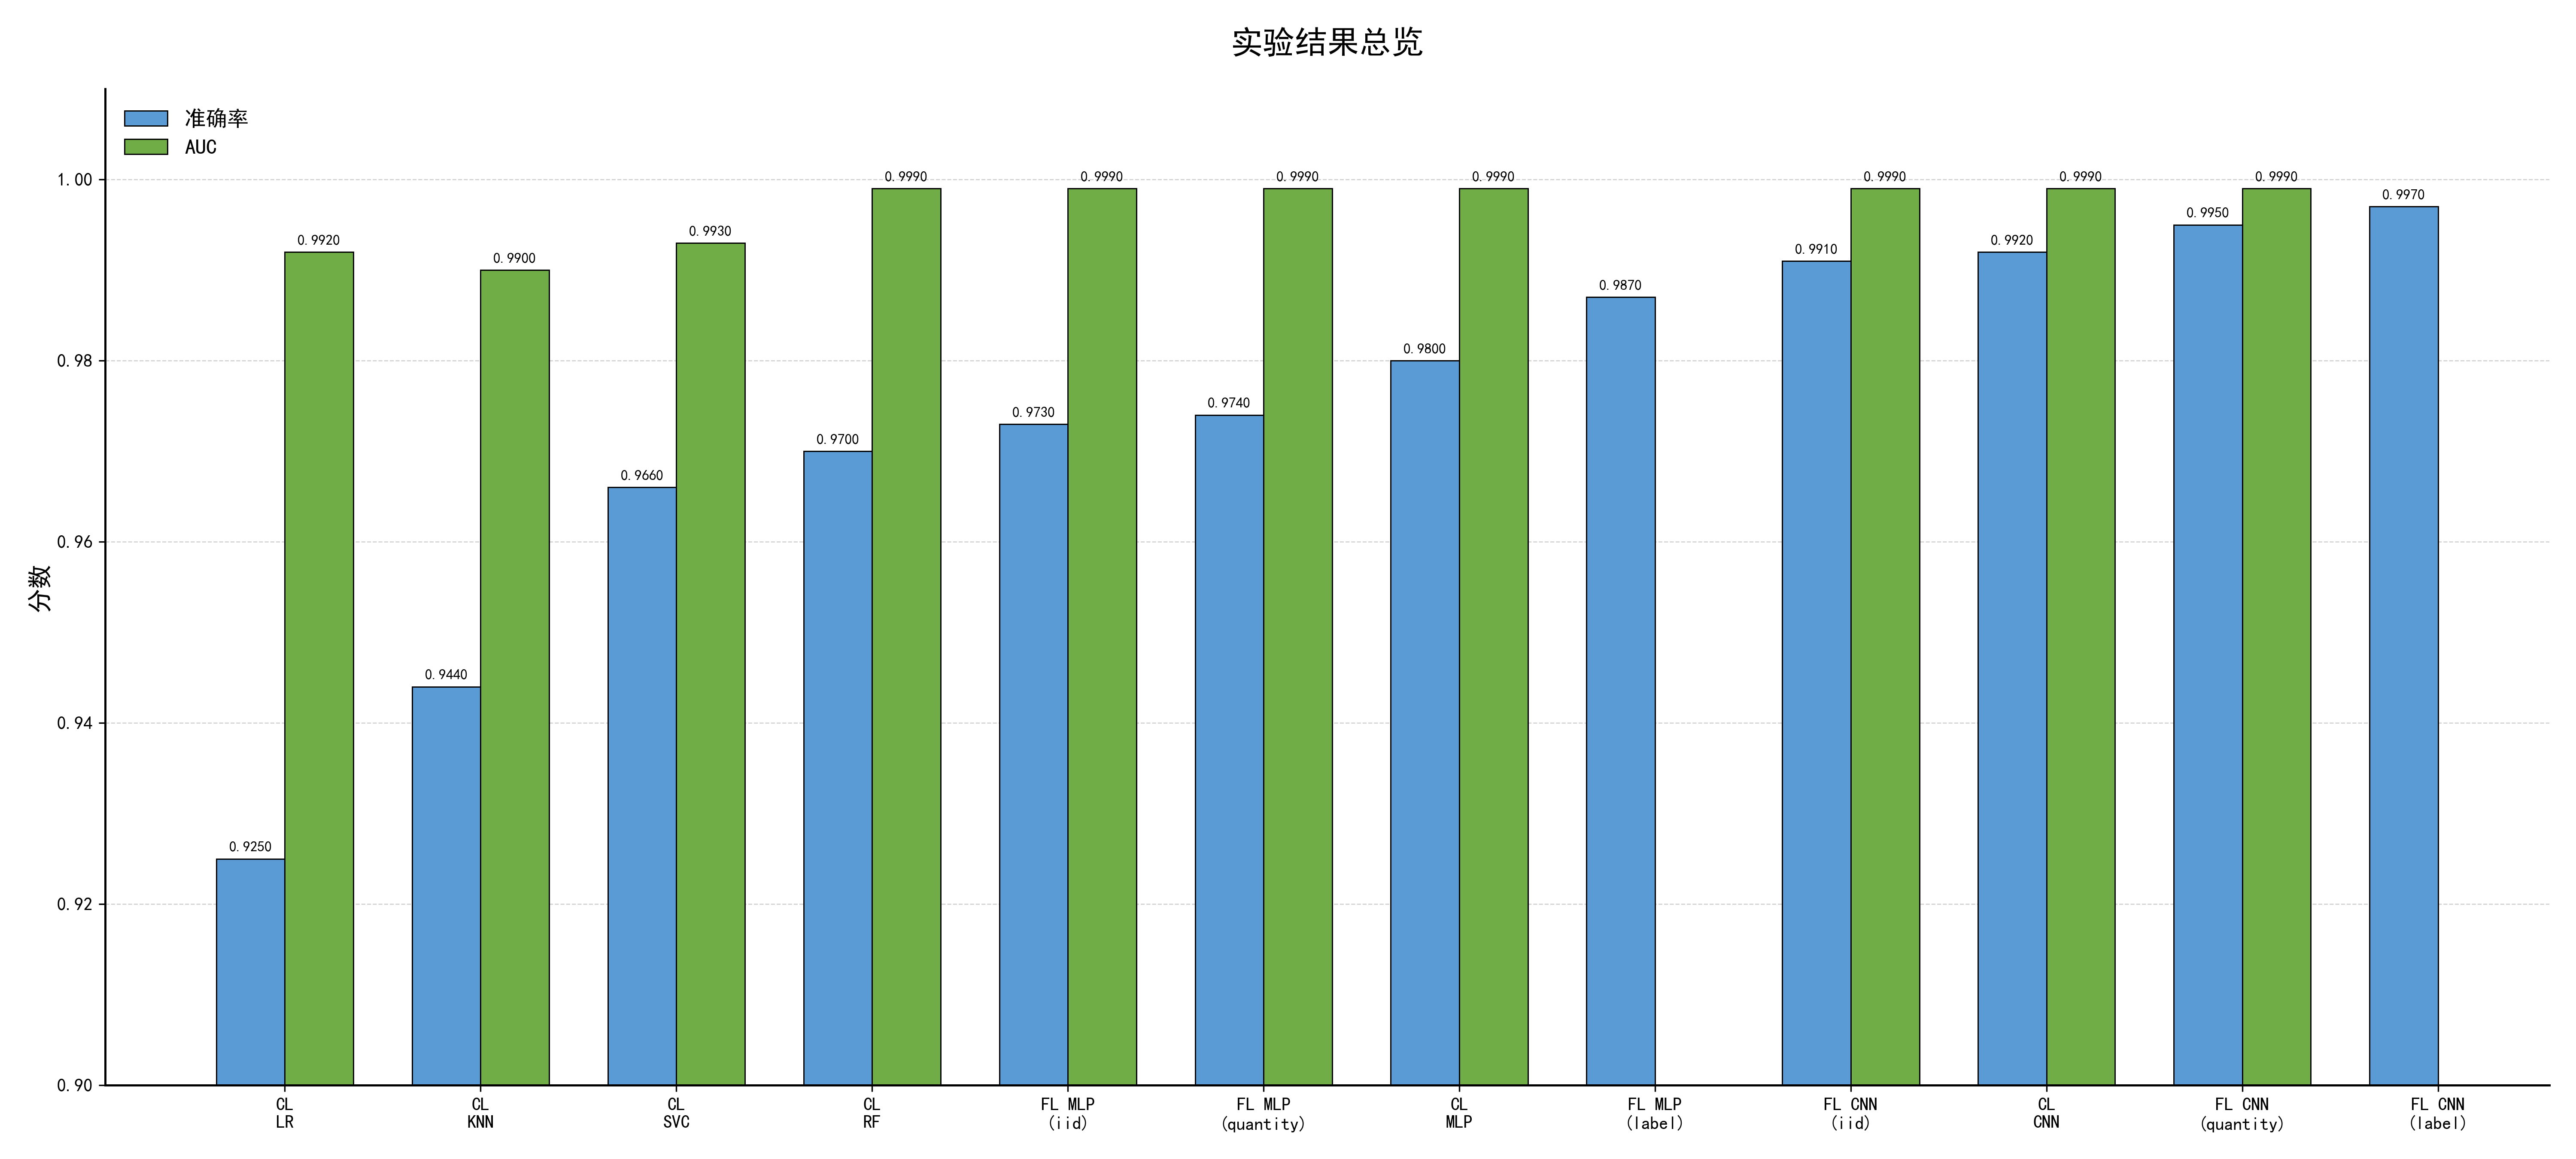 实验结果总览
准确率
AUC
分数
1.00
0.98
0.96
0.94
0.92
0.90
0.9250
0.9920
0.9440
0.9900
0.9660
0.9930
0.9700
0.9990
0.9730
0.9990
0.9740
0.9990
0.9800
0.9990
0.9870
0.9910
0.9990
0.9920
0.9990
0.9950
0.9990
0.9970
CL
LR
CL
KNN
CL
SVC
CL
RF
FL MLP
(iid)
FL MLP
(quantity)
CL
MLP
FL MLP
(label)
FL CNN
(iid)
CL
CNN
FL CNN
(quantity)
FL CNN
(label)